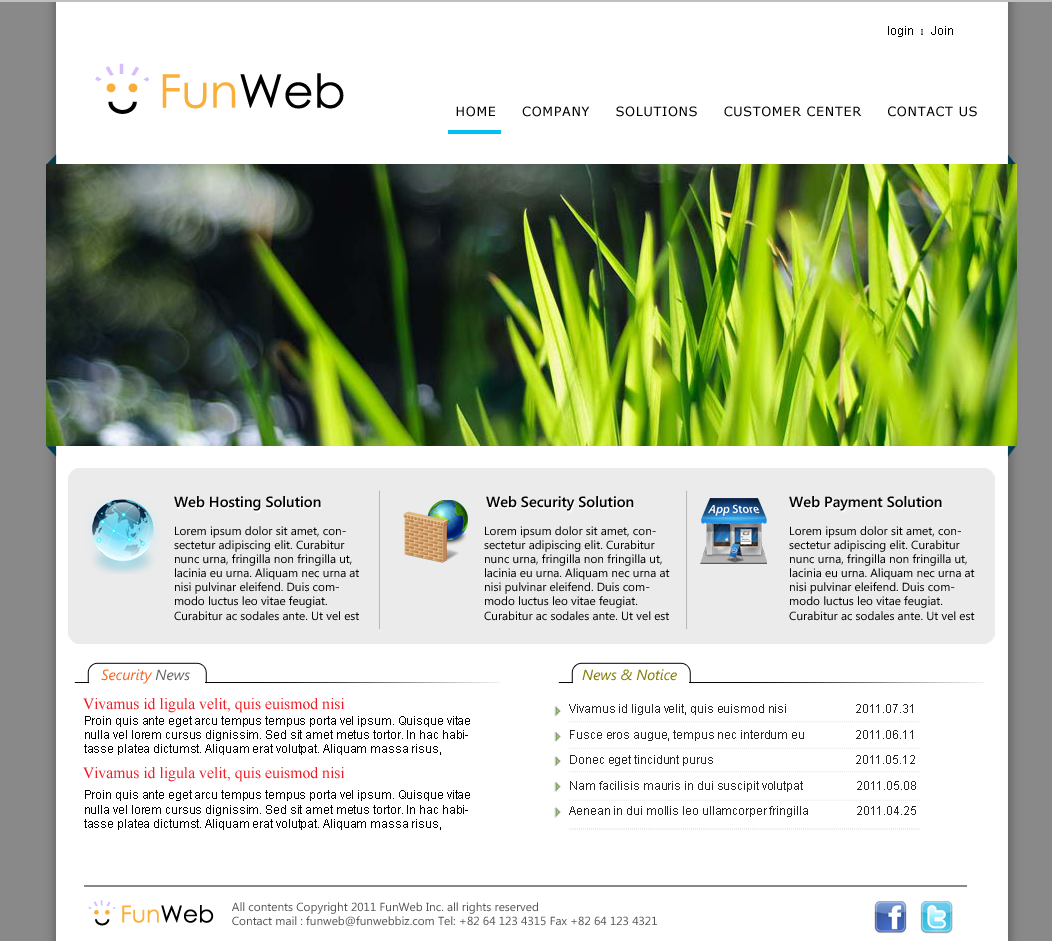 login : Join
FunWeb
HOME COMPANY SOLUTIONS CUSTOMER CENTER CONTACT US
Web Hosting Solution
Lorem ipsum dolor sit amet, con-
sectetur adipiscing elit. Curabitur
nunc urna, fringilla non fringilla ut,
lacinia eu urna. Aliquam nec urna at
nisi pulvinar eleifend. Duis com-
modo luctus leo vitae feugiat.
Curabitur ac sodales ante. Ut vel est
Web Security Solution
Lorem ipsum dolor sit amet, con-
sectetur adipiscing elit. Curabitur
nunc urna, fringilla non fringilla ut,
lacinia eu urna. Aliquam nec urna at
nisi pulvinar eleifend. Duis com-
modo luctus leo vitae feugiat.
Curabitur ac sodales ante. Ut vel est
App Store
Web Payment Solution
Lorem ipsum dolor sit amet, con-
sectetur adipiscing elit. Curabitur
nunc urna, fringilla non fringilla ut,
lacinia eu urna. Aliquam nec urna at
nisi pulvinar eleifend. Duis com-
modo luctus leo vitae feugiat.
Curabitur ac sodales ante. Ut vel est
Security News
Vivamus id ligula velit, quis euismod nisi
Proin quis ante eget arcu tempus tempus porta vel ipsum. Quisque vitae
nulla vel lorem cursus dignissim. Sed sit amet metus tortor. In hac habi-
tasse platea dictumst. Aliquam erat volutpat. Aliquam massa risus,
Vivamus id ligula velit, quis euismod nisi
Proin quis ante eget arcu tempus tempus porta vel ipsum. Quisque vitae
nulla vel lorem cursus dignissim. Sed sit amet metus tortor. In hac habi-
tasse platea dictumst. Aliquam erat volutpat. Aliquam massa risus,
News & Notice
Vivamus id ligula velit, quis euismod nisi 2011.07.31
Fusce eros augue, tempus nec interdum eu 2011.06.11
Donec eget tincidunt purus 2011.05.12
Nam facilisis mauris in dui suscipit volutpat 2011.05.08
Aenean in dui mollis leo ullamcorper fringilla 2011.04.25
FunWeb
All contents Copyright 2011 FunWeb Inc. all rights reserved
Contact mail : funweb@funwebbiz.com Tel: +82 64 123 4315 Fax +82 64 123 4321
f t